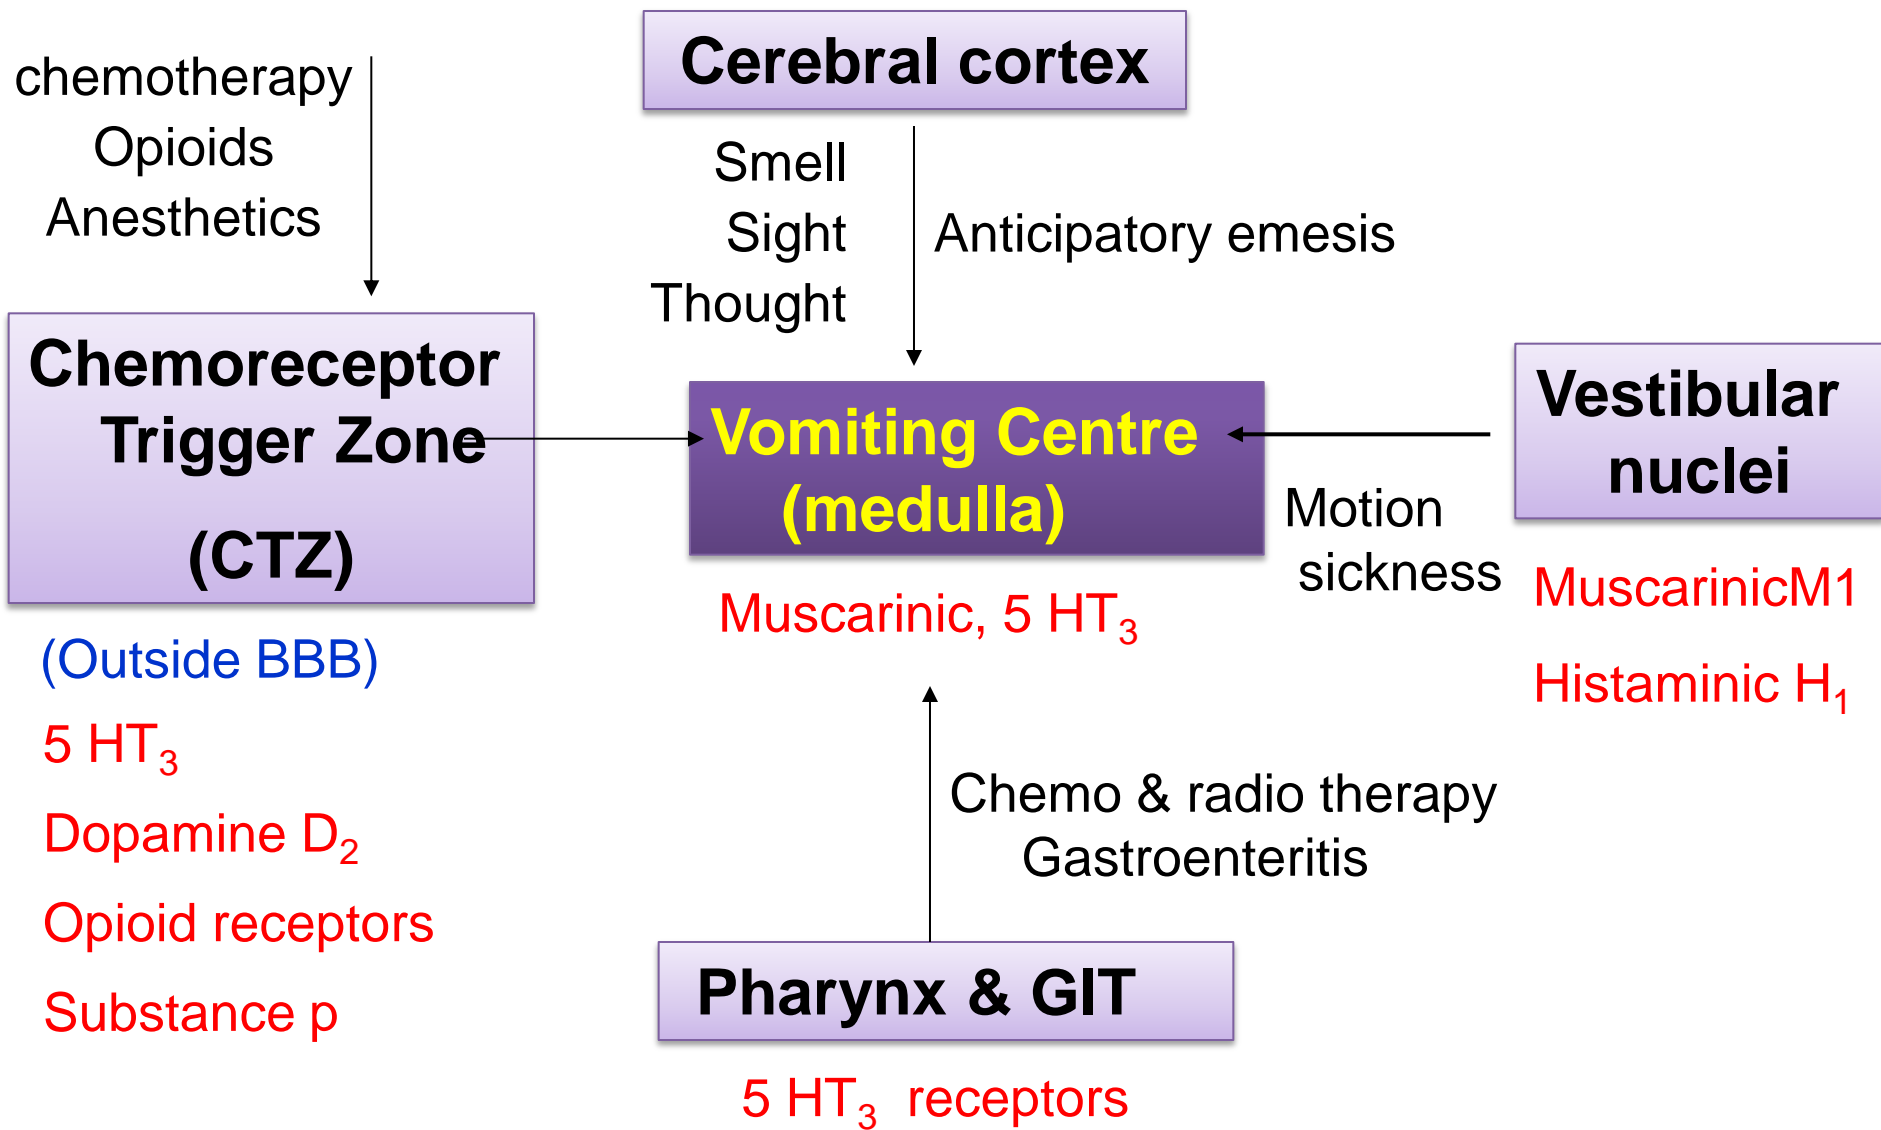 chemotherapy
Opioids
Anesthetics
Cerebral cortex
Smell
Sight
Thought
Anticipatory emesis
Chemoreceptor
Trigger Zone
(CTZ)
(Outside BBB)
5 HT₃
Dopamine D₂
Opioid receptors
Substance p
Vomiting Centre
(medulla)
Muscarinic, 5 HT₃
Motion
sickness
Vestibular
nuclei
MuscarinicM1
Histaminic H₁
Chemo & radio therapy
Gastroenteritis
Pharynx & GIT
5 HT₃ receptors